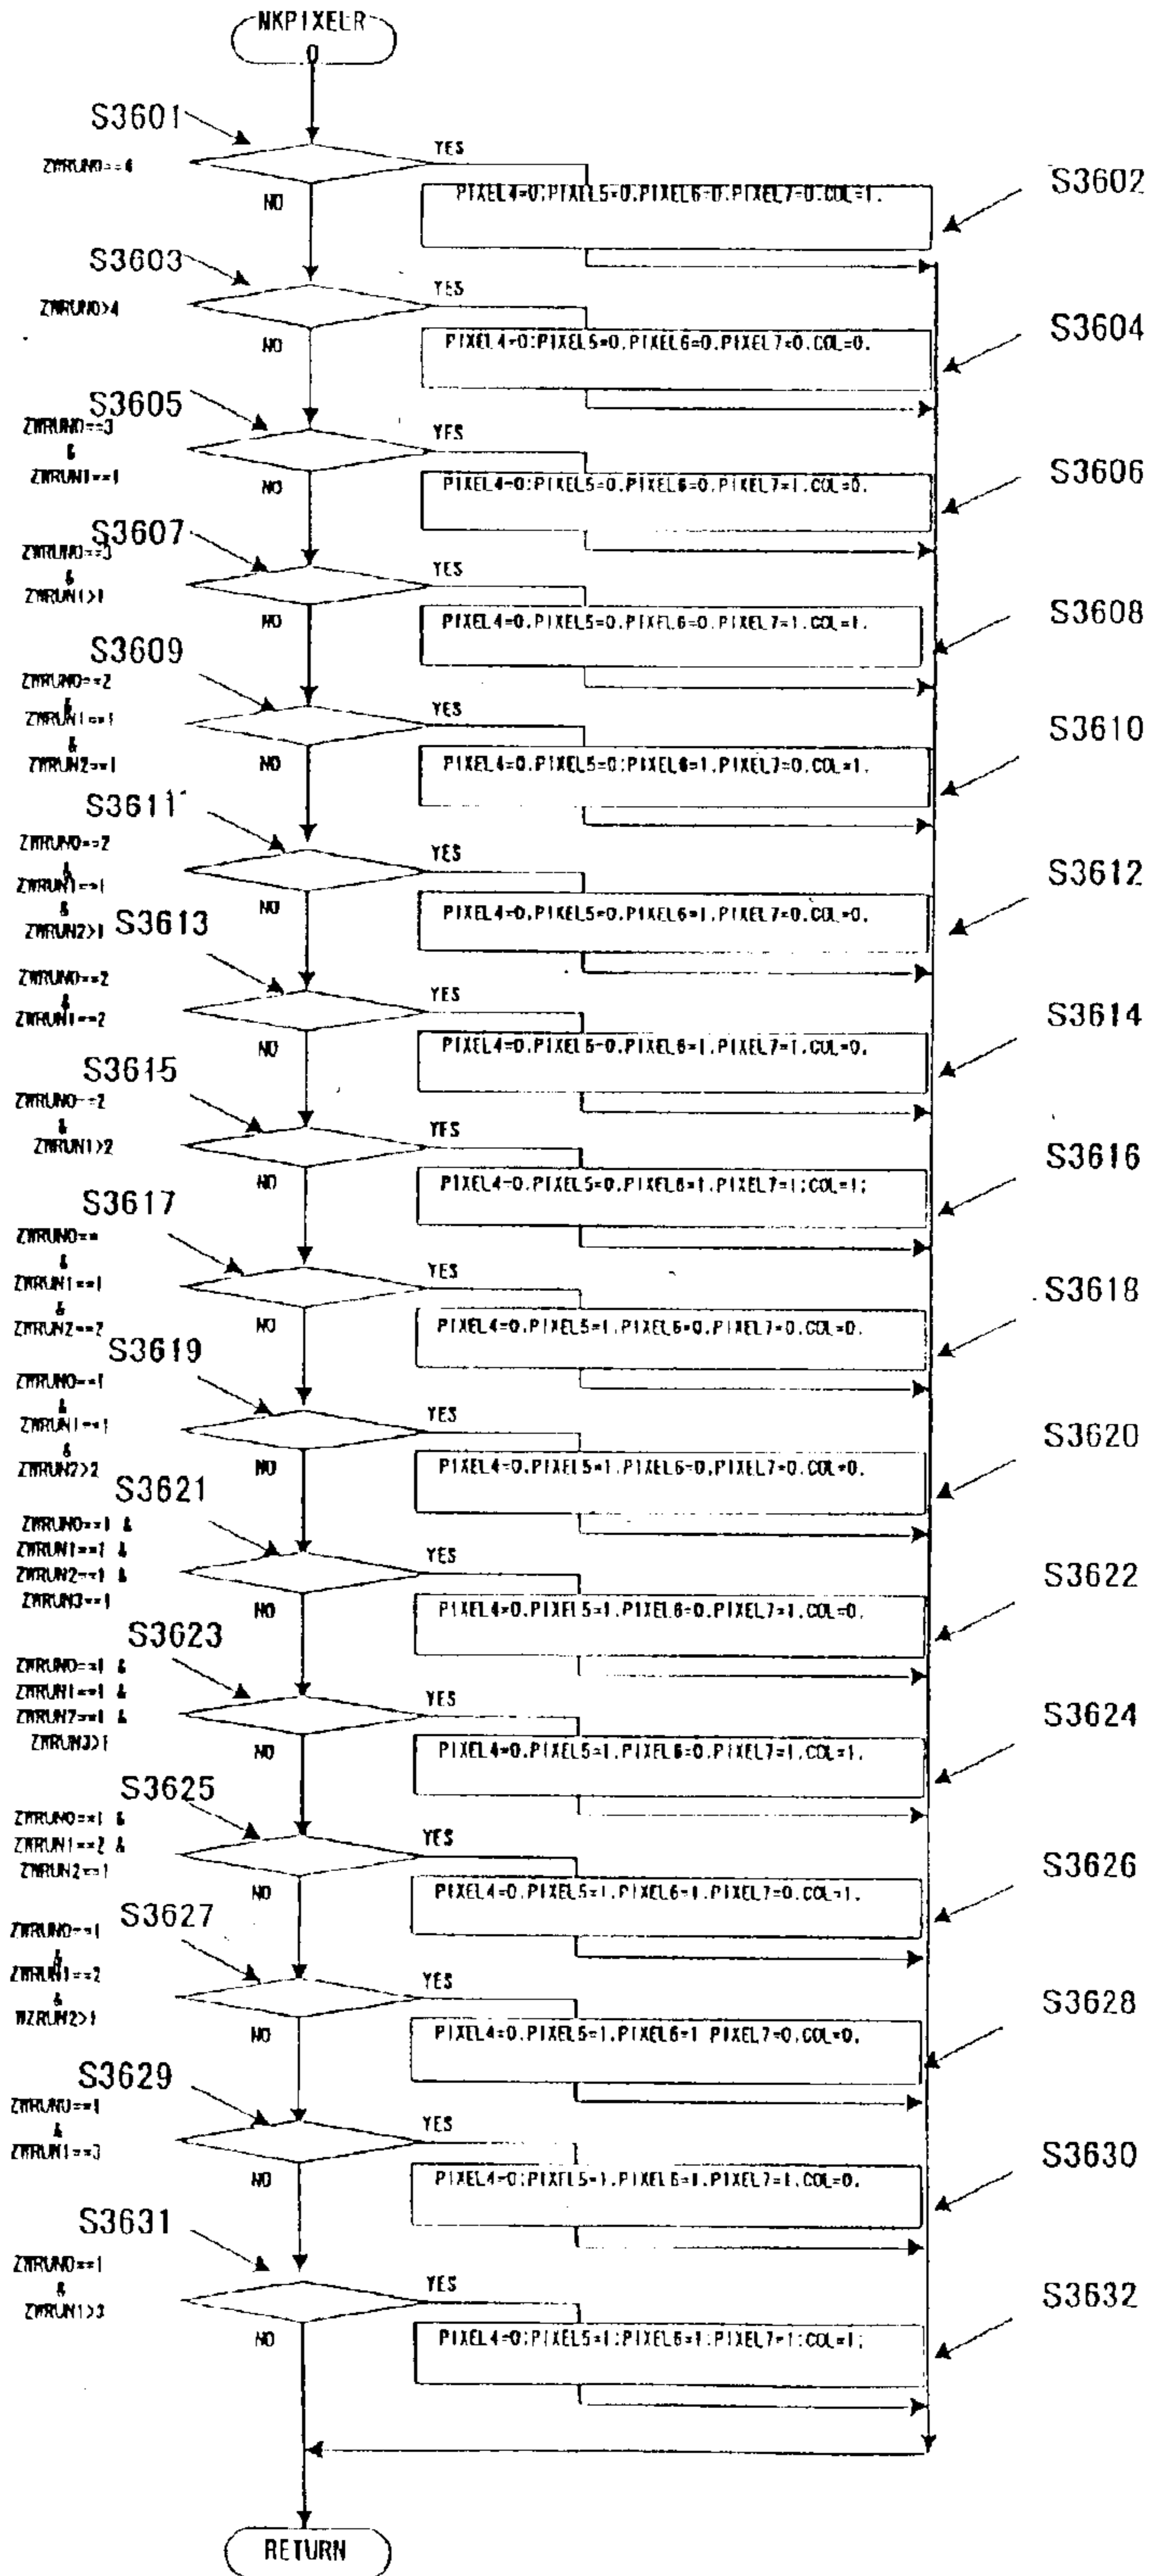 NKPIXELR
0
S3601
ZWRUN0==4
YES
NO
PIXEL4=0.PIXEL5=0.PIXEL6=0.PIXEL7=0.COL=1.
S3602
S3603
ZWRUN0>4
YES
NO
PIXEL4=0;PIXEL5=0.PIXEL6=0.PIXEL7=0.COL=0.
S3604
S3605
ZWRUN0==3
&
ZWRUN1==1
YES
NO
PIXEL4=0;PIXEL5=0.PIXEL6=0.PIXEL7=1.COL=0.
S3606
S3607
ZWRUN0==3
&
ZWRUN1>1
YES
NO
PIXEL4=0.PIXEL5=0.PIXEL6=0.PIXEL7=1.COL=1.
S3608
S3609
ZWRUN0==2
&
ZWRUN1==1
&
ZWRUN2==1
YES
NO
PIXEL4=0.PIXEL5=0;PIXEL6=1.PIXEL7=0.COL=1.
S3610
S3611
ZWRUN0==2
&
ZWRUN1==1
&
ZWRUN2>1
YES
NO
PIXEL4=0.PIXEL5=0.PIXEL6=1.PIXEL7=0.COL=0.
S3612
S3613
ZWRUN0==2
&
ZWRUN1==2
YES
NO
PIXEL4=0.PIXEL6=0.PIXEL6=1.PIXEL7=1.COL=0.
S3614
S3615
ZWRUN0==2
&
ZWRUN1>2
YES
NO
PIXEL4=0.PIXEL5=0.PIXEL6=1.PIXEL7=1;COL=1;
S3616
S3617
ZWRUN0==
&
ZWRUN1==1
&
ZWRUN2==2
YES
NO
PIXEL4=0.PIXEL5=1.PIXEL6=0.PIXEL7=0.COL=0.
S3618
S3619
ZWRUN0==1
&
ZWRUN1==1
&
ZWRUN2>2
YES
NO
PIXEL4=0.PIXEL5=1.PIXEL6=0.PIXEL7=0.COL=0.
S3620
S3621
ZWRUN0==1 &
ZWRUN1==1 &
ZWRUN2==1 &
ZWRUN3==1
YES
NO
PIXEL4=0.PIXEL5=1.PIXEL6=0.PIXEL7=1.COL=0.
S3622
S3623
ZWRUN0==1 &
ZWRUN1==1 &
ZWRUN2==1 &
ZWRUN3>1
YES
NO
PIXEL4=0.PIXEL5=1.PIXEL6=0.PIXEL7=1.COL=1.
S3624
S3625
ZWRUN0==1 &
ZWRUN1==2 &
ZWRUN2==1
YES
NO
PIXEL4=0.PIXEL5=1.PIXEL6=1.PIXEL7=0.COL=1.
S3626
S3627
ZWRUN0==1
&
ZWRUN1==2
&
WZRUN2>1
YES
NO
PIXEL4=0.PIXEL5=1.PIXEL6=1 PIXEL7=0.COL=0.
S3628
S3629
ZWRUN0==1
&
ZWRUN1==3
YES
NO
PIXEL4=0;PIXEL5=1.PIXEL6=1.PIXEL7=1.COL=0.
S3630
S3631
ZWRUN0==1
&
ZWRUN1>3
YES
NO
PIXEL4=0;PIXEL5=1;PIXEL6=1;PIXEL7=1;COL=1;
S3632
RETURN